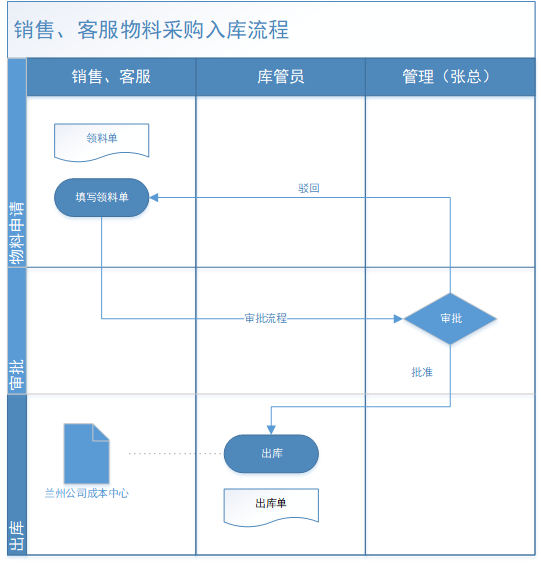 销售、客服物料采购入库流程
销售、客服
库管员
管理（张总）
物料申请
领料单
填写领料单
驳回
审批
审批流程
审批
批准
出库
出库
兰州公司成本中心
出库单